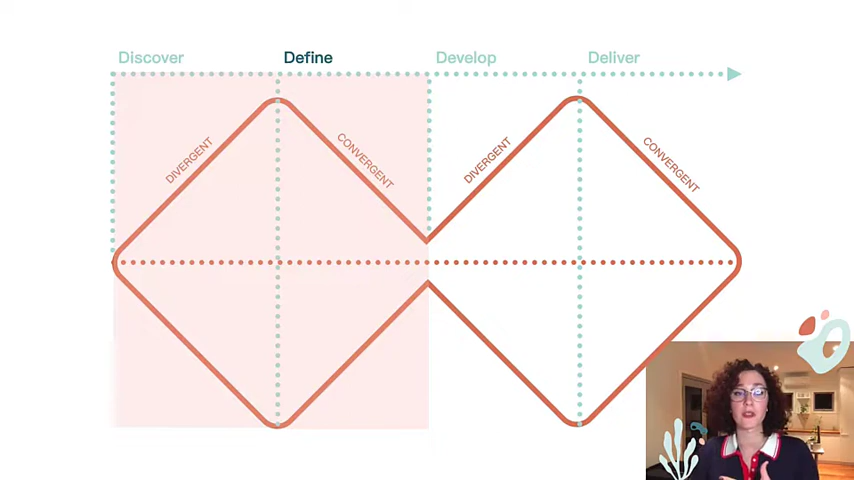 Discover
Define
Develop
Deliver
DIVERGENT
CONVERGENT
DIVERGENT
CONVERGENT